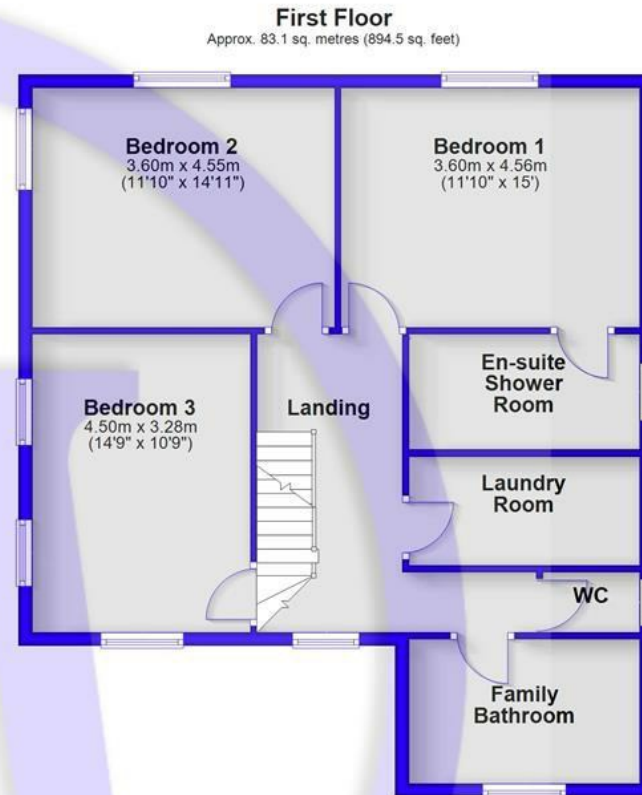 First Floor
Approx. 83.1 sq. metres (894.5 sq. feet)
Bedroom 2
3.60m x 4.55m
(11'10" x 14'11")
Bedroom 1
3.60m x 4.56m
(11'10" x 15')
En-suite
Shower
Room
Bedroom 3
4.50m x 3.28m
(14'9" x 10'9")
Landing
Laundry
Room
WC
Family
Bathroom